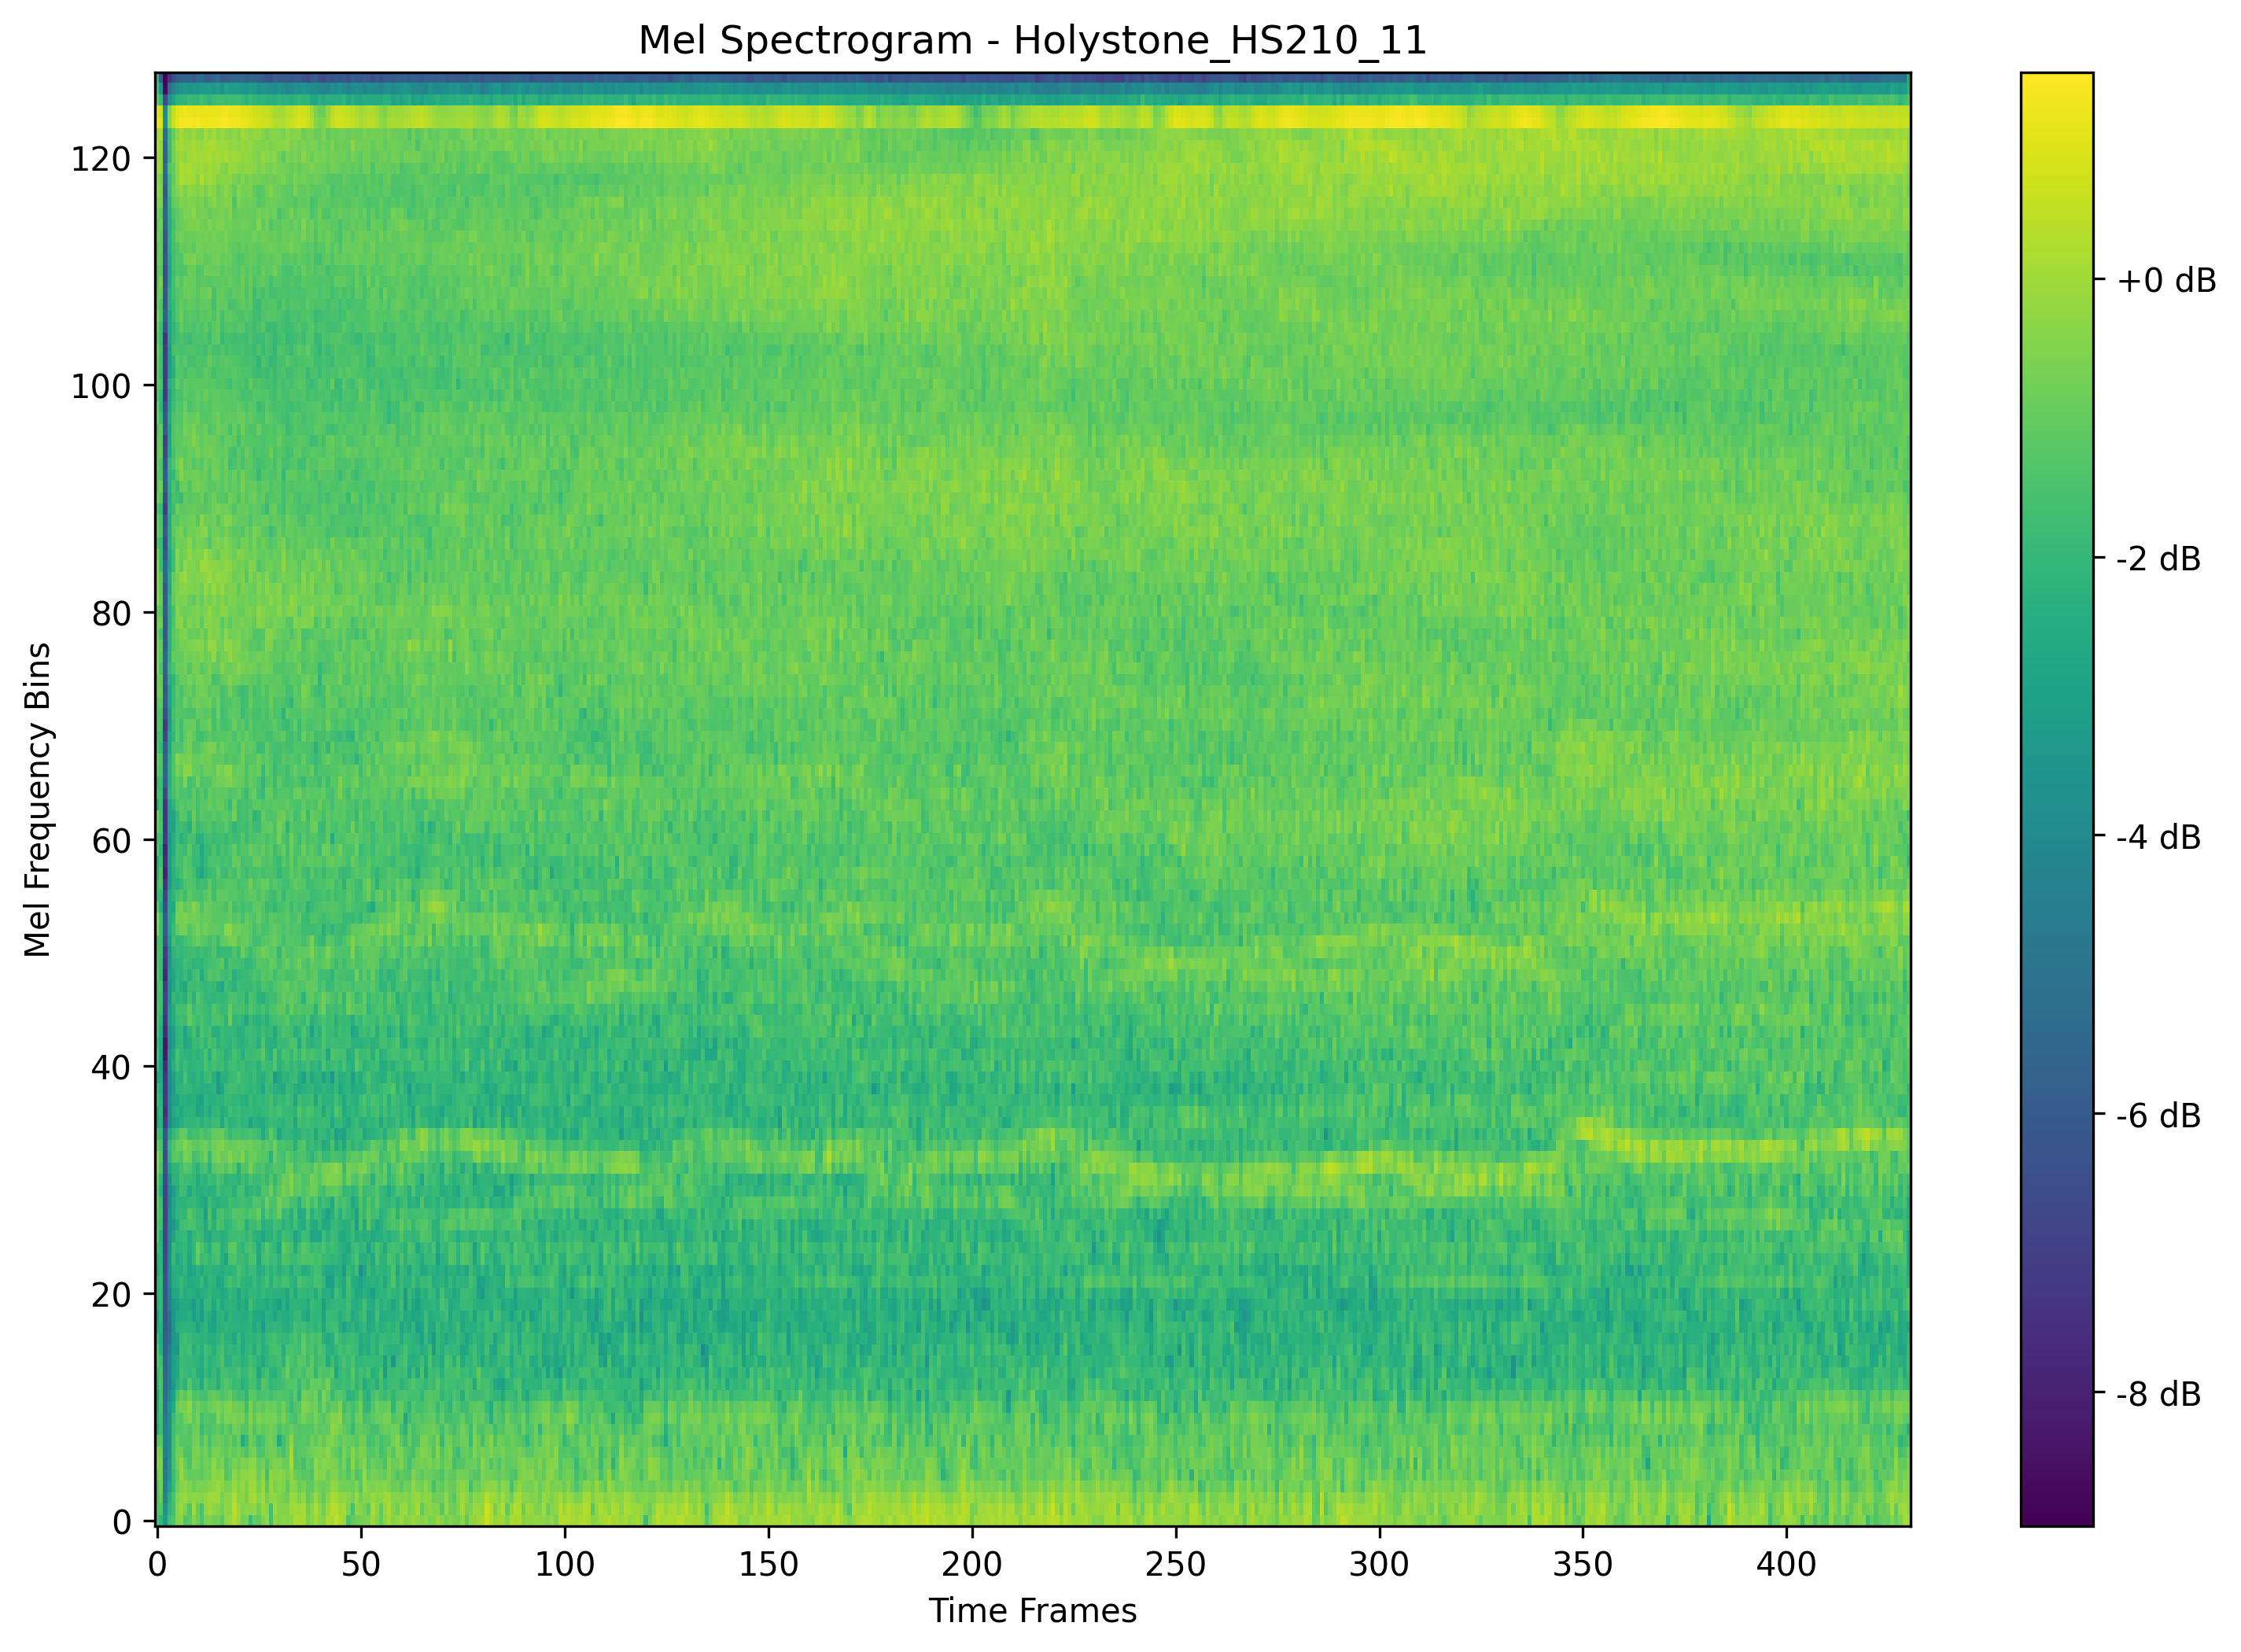 Mel Spectrogram - Holystone_HS210_11
Mel Frequency Bins
120
100
80
60
40
20
0
0 50 100 150 200 250 300 350 400
Time Frames
+0 dB
-2 dB
-4 dB
-6 dB
-8 dB